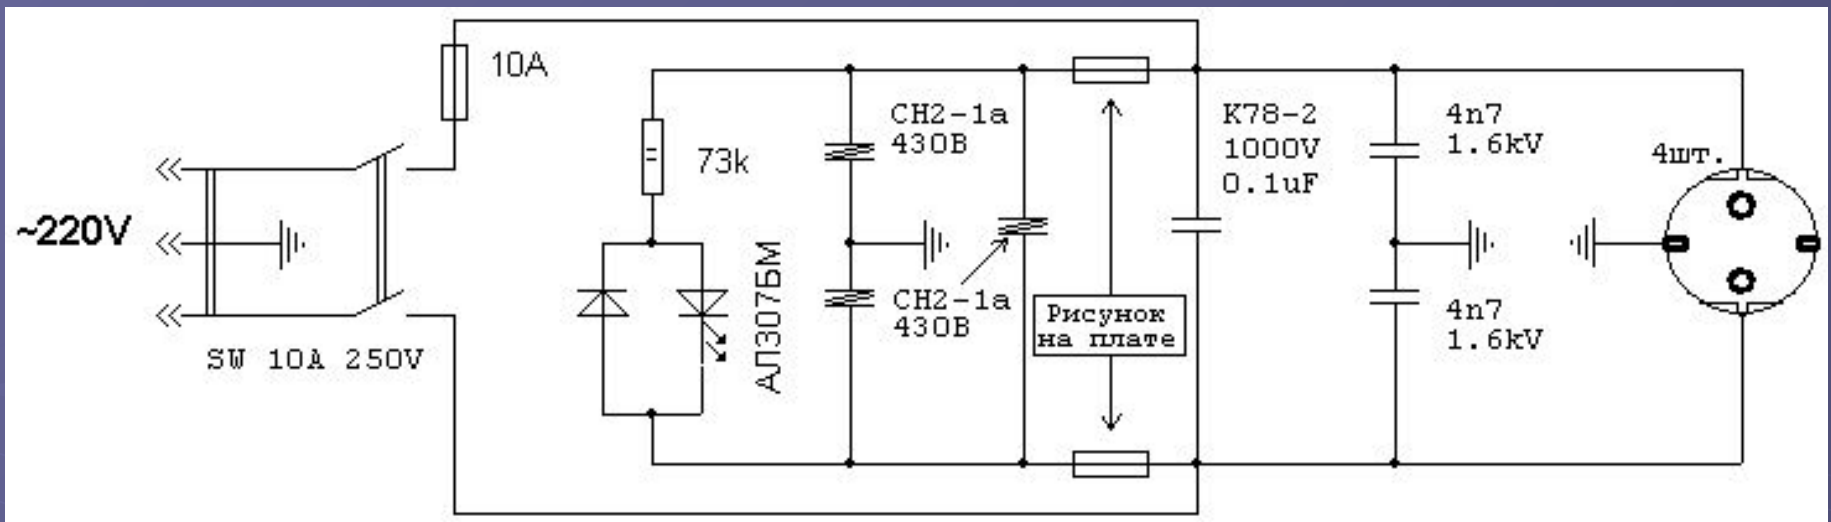 10А
СН2-1а
430В
К78-2
1000V
0.1uF
4n7
1.6kV
4шт.
73k
~220V
АЛ307БМ
СН2-1а
430В
Рисунок
на плате
4n7
1.6kV
SW 10A 250V